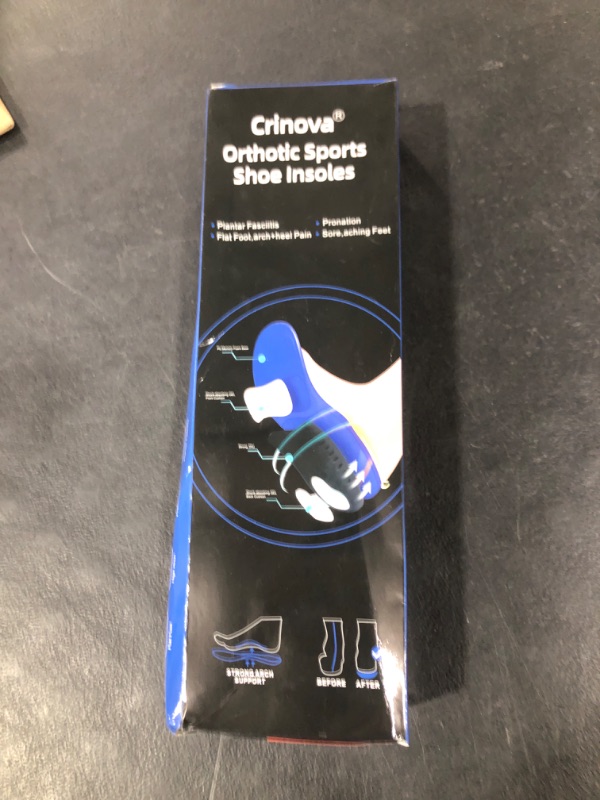 Crinova®
Orthotic Sports
Shoe Insoles
Plantar Fasciitis
Pronation
Flat Foot,arch+heel Pain
Sore,aching Feet
STRONG ARCH
SUPPORT
BEFORE
AFTER